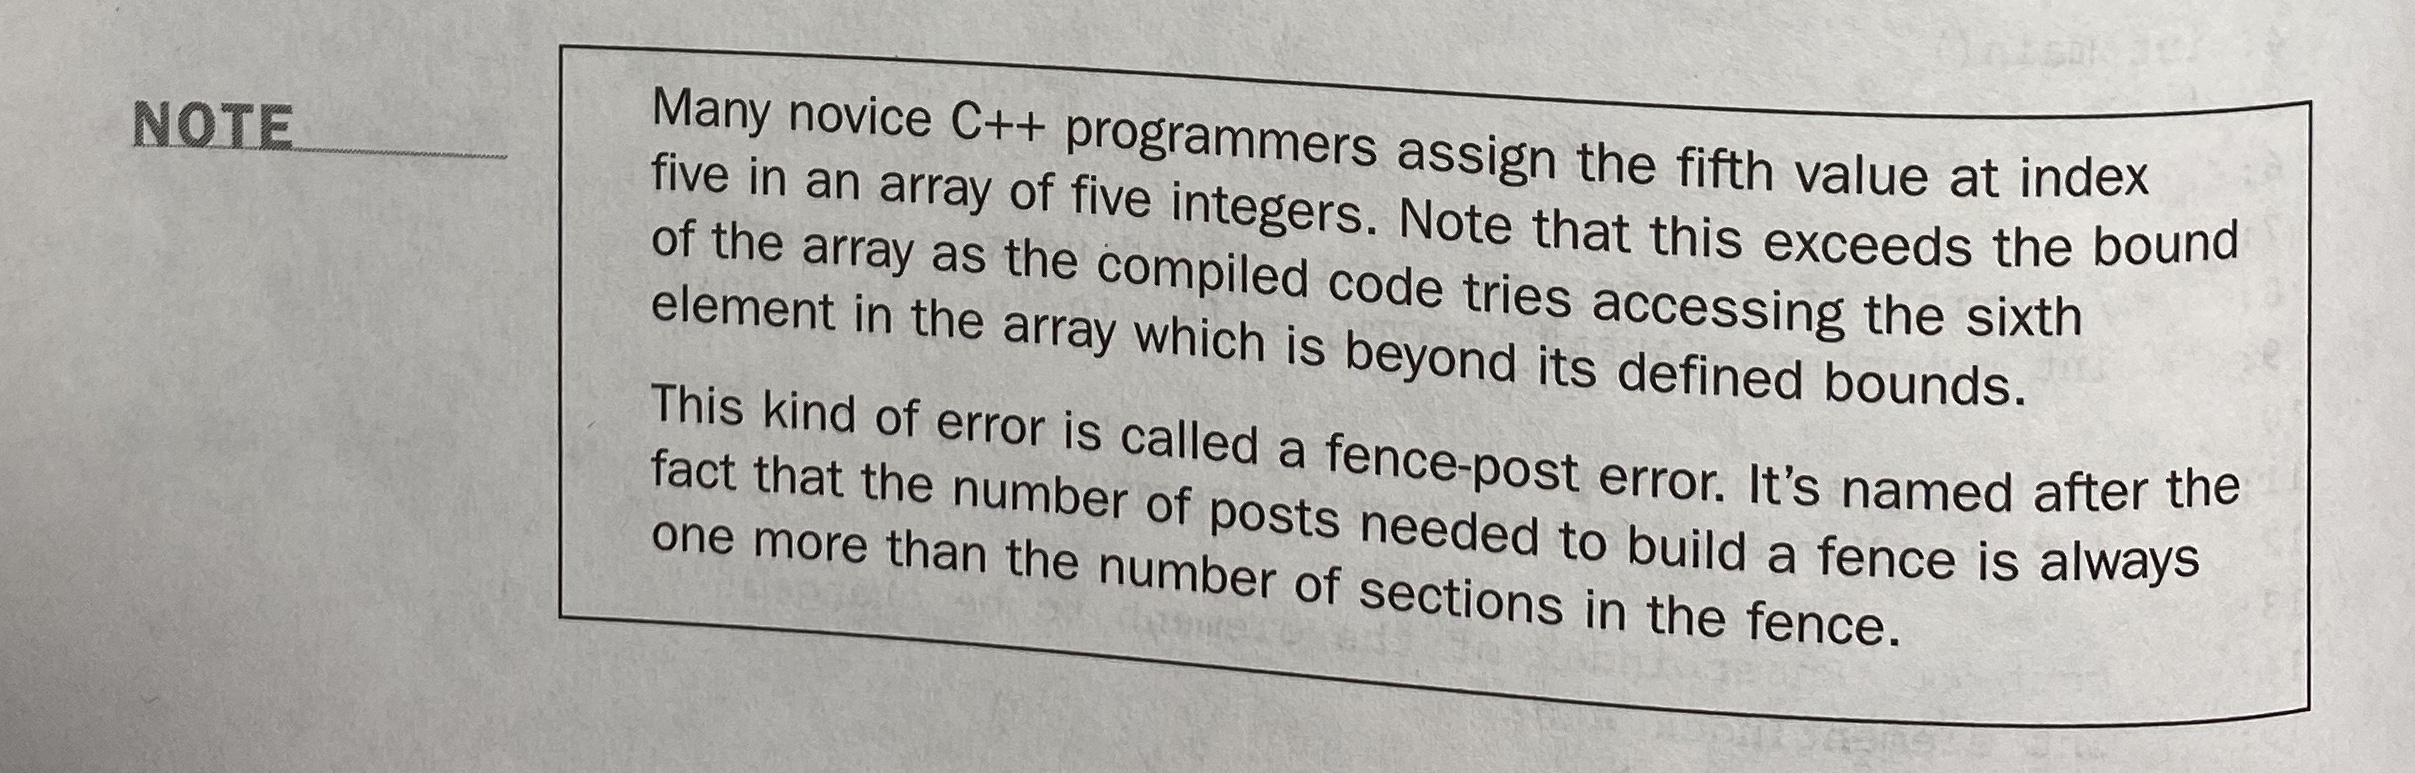 NOTE
Many novice C++ programmers assign the fifth value at index
five in an array of five integers. Note that this exceeds the bound
of the array as the compiled code tries accessing the sixth
element in the array which is beyond its defined bounds.
This kind of error is called a fence-post error. It's named after the
fact that the number of posts needed to build a fence is always
one more than the number of sections in the fence.